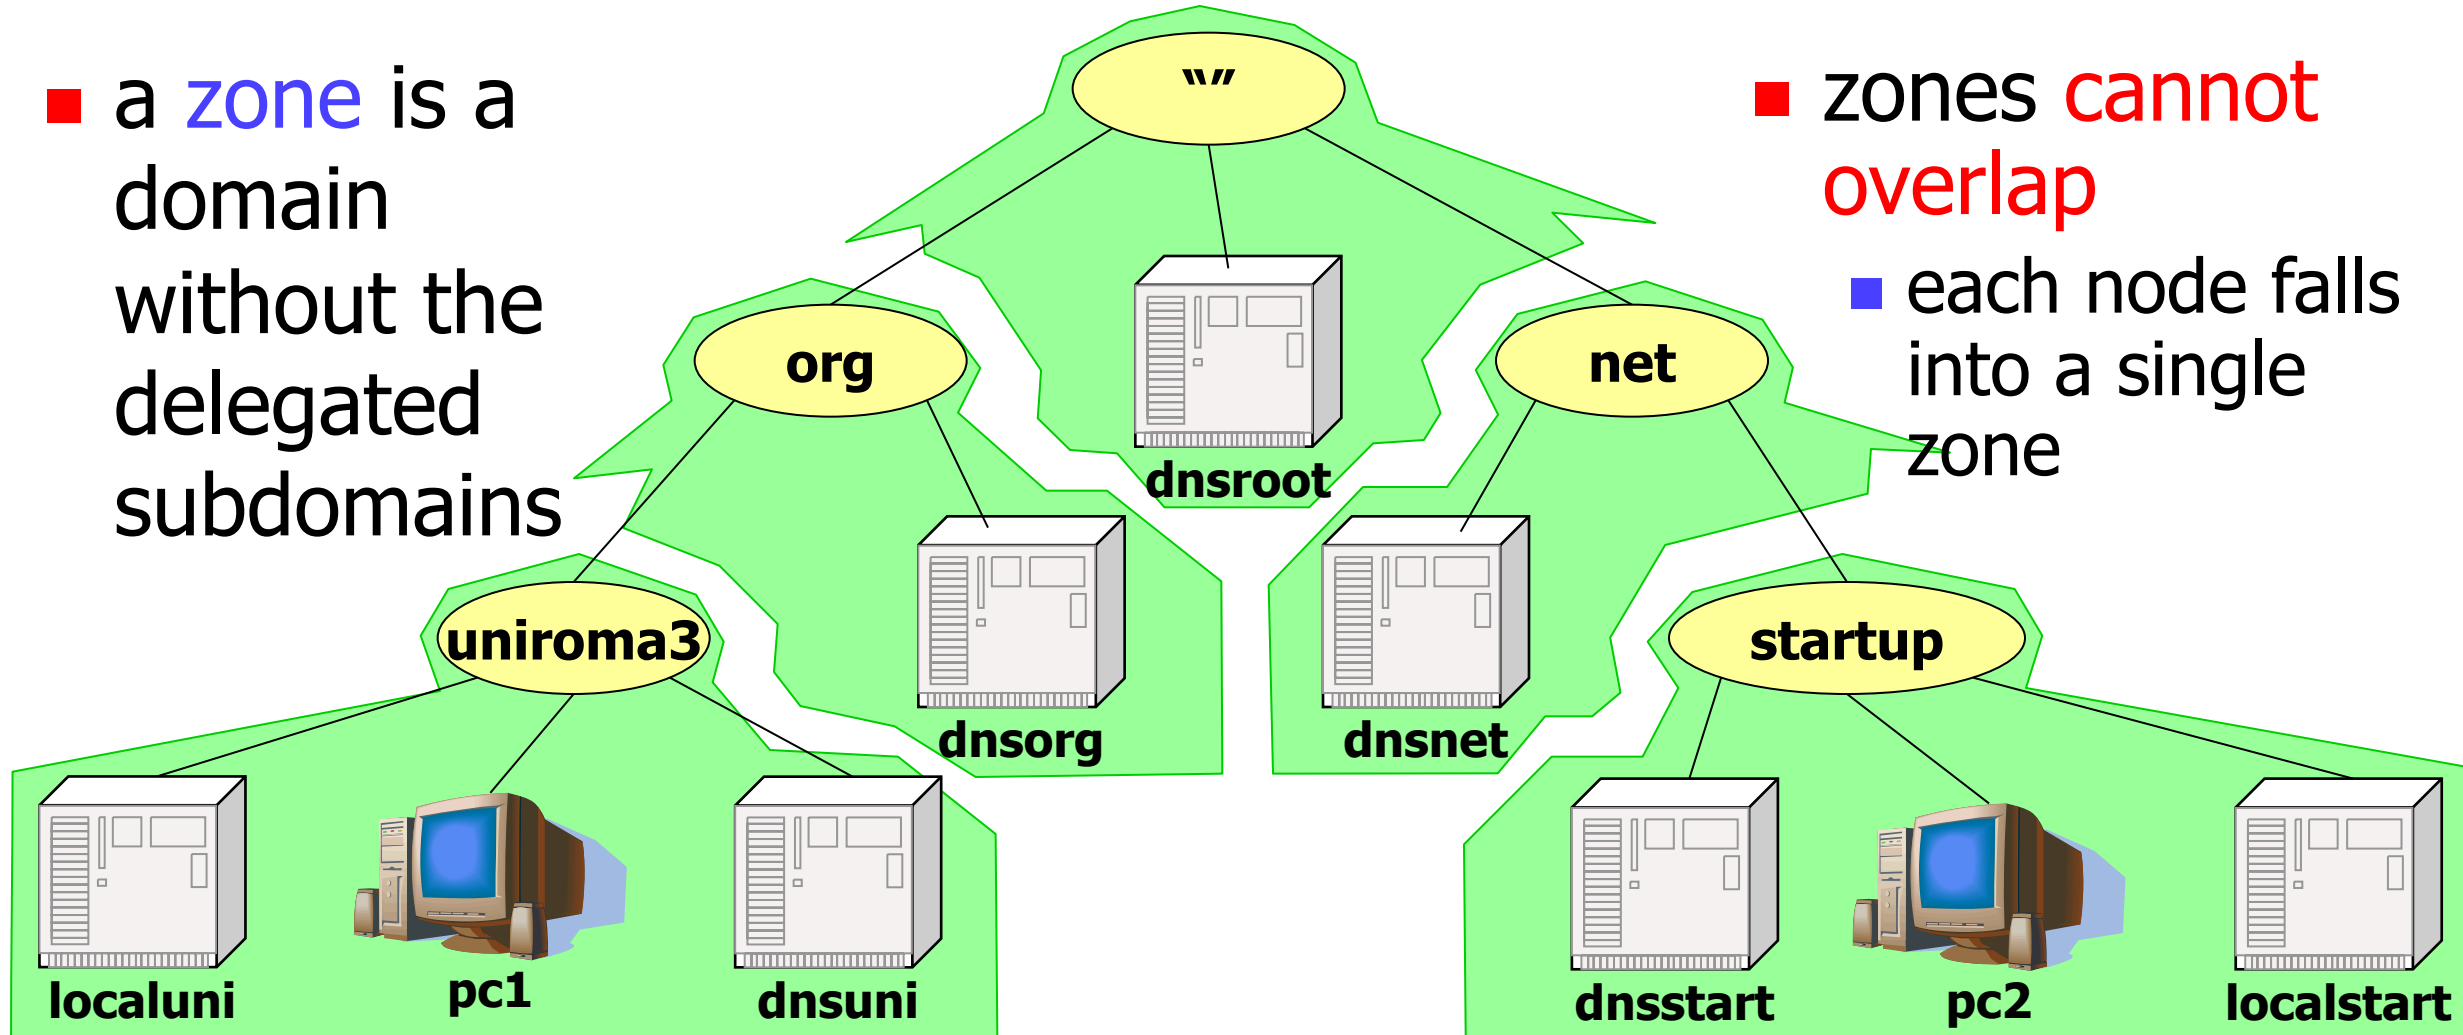 a zone is a
domain
without the
delegated
subdomains
zones cannot
overlap
each node falls
into a single
zone
“”
org
net
dnsroot
uniroma3
startup
dnsorg
dnsnet
localuni
pc1
dnsuni
dnsstart
pc2
localstart